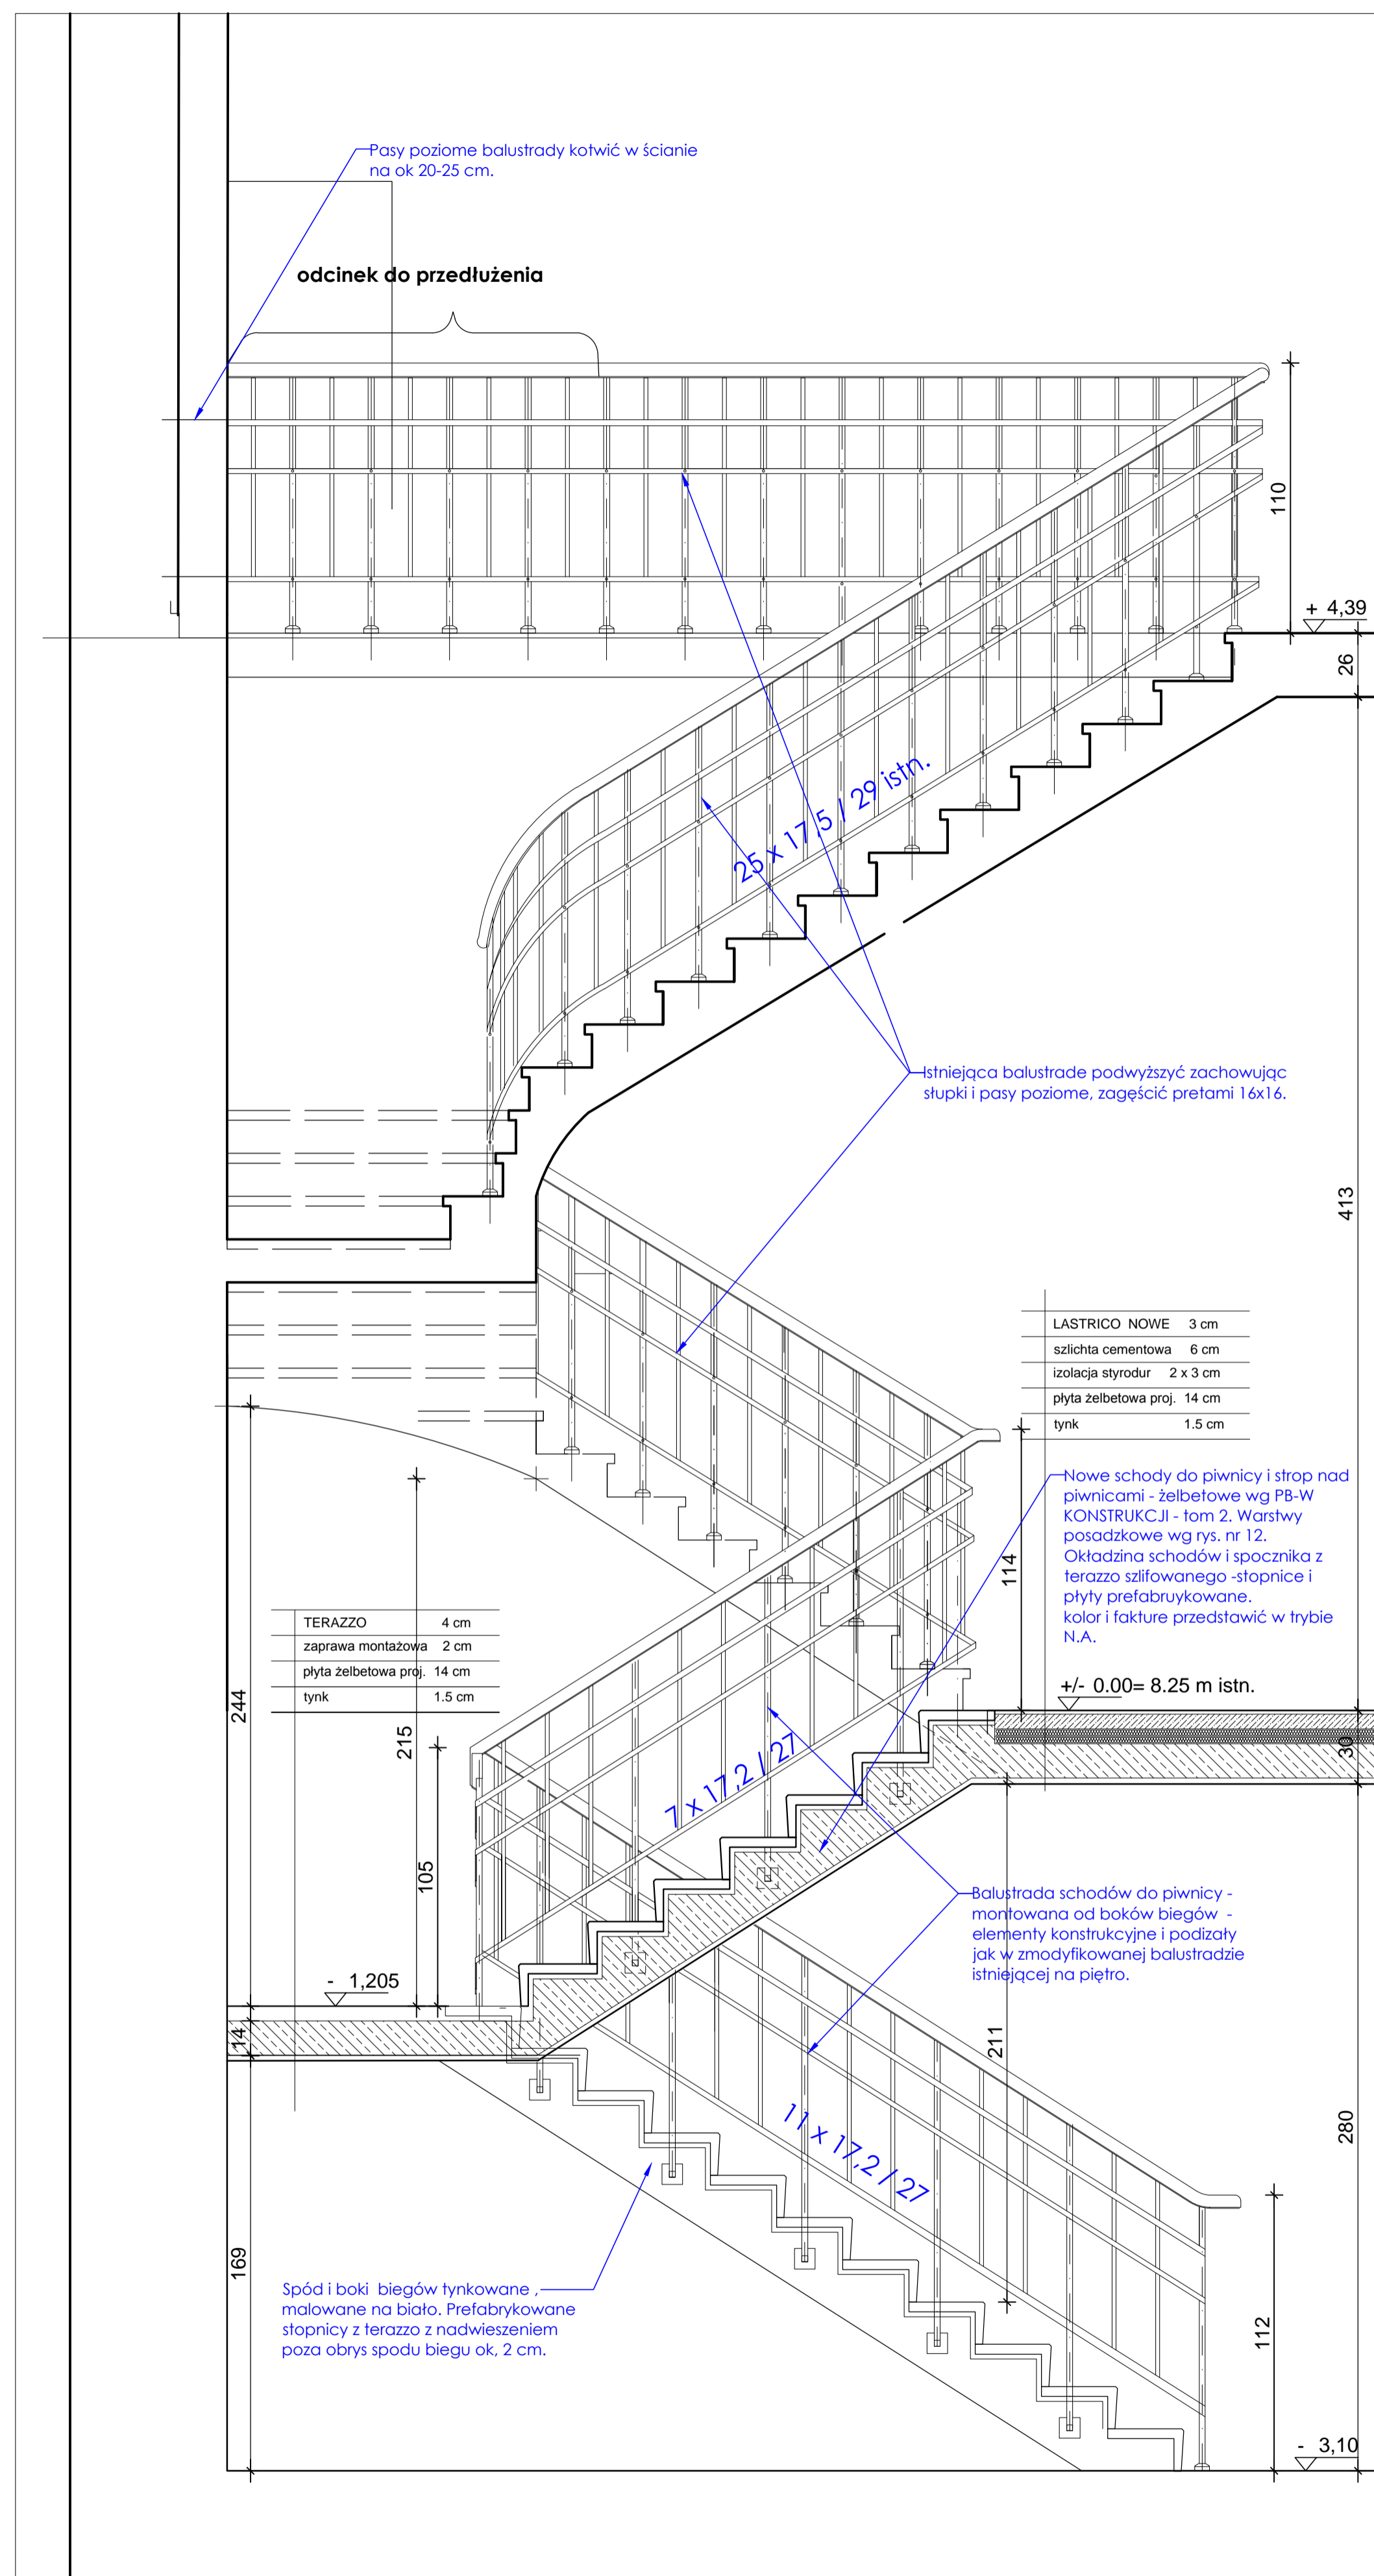 Pasy poziome balustrady kotwić w ścianie
na ok 20-25 cm.
odcinek do przedłużenia
110
+ 4,39
26
25 x 17,5 / 29 istn.
Istniejąca balustrade podwyższyć zachowując
słupki i pasy poziome, zagęścić pretami 16x16.
413
LASTRICO NOWE 3 cm
szlichta cementowa 6 cm
izolacja styrodur 2 x 3 cm
płyta żelbetowa proj. 14 cm
tynk 1.5 cm
Nowe schody do piwnicy i strop nad
piwnicami - żelbetowe wg PB-W
KONSTRUKCJI - tom 2. Warstwy
posadzkowe wg rys. nr 12.
Okładzina schodów i spocznika z
terazzo szlifowanego -stopnice i
płyty prefabruykowane.
kolor i fakture przedstawić w trybie
N.A.
114
TERAZZO 4 cm
zaprawa montażowa 2 cm
płyta żelbetowa proj. 14 cm
tynk 1.5 cm
+/- 0.00= 8.25 m istn.
244
215
30
7 x 17,2 / 27
105
Balustrada schodów do piwnicy -
montowana od boków biegów -
elementy konstrukcyjne i podizały
jak w zmodyfikowanej balustradzie
istniejącej na piętro.
- 1,205
14
211
11 x 17,2 / 27
280
169
Spód i boki biegów tynkowane ,
malowane na biało. Prefabrykowane
stopnicy z terazzo z nadwieszeniem
poza obrys spodu biegu ok, 2 cm.
112
- 3,10